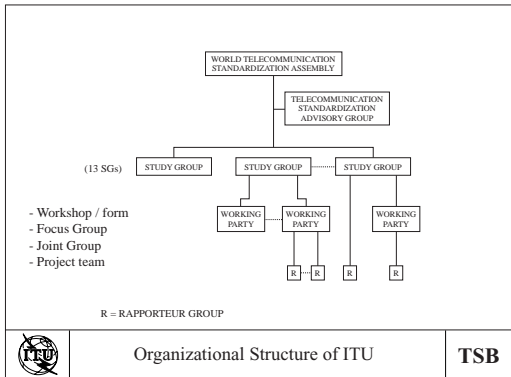 WORLD TELECOMMUNICATION
STANDARDIZATION ASSEMBLY
TELECOMMUNICATION
STANDARDIZATION
ADVISORY GROUP
(13 SGs)
STUDY GROUP
STUDY GROUP
STUDY GROUP
- Workshop / form
- Focus Group
- Joint Group
- Project team
WORKING
PARTY
WORKING
PARTY
WORKING
PARTY
R
R
R
R
R = RAPPORTEUR GROUP
ITU
Organizational Structure of ITU
TSB